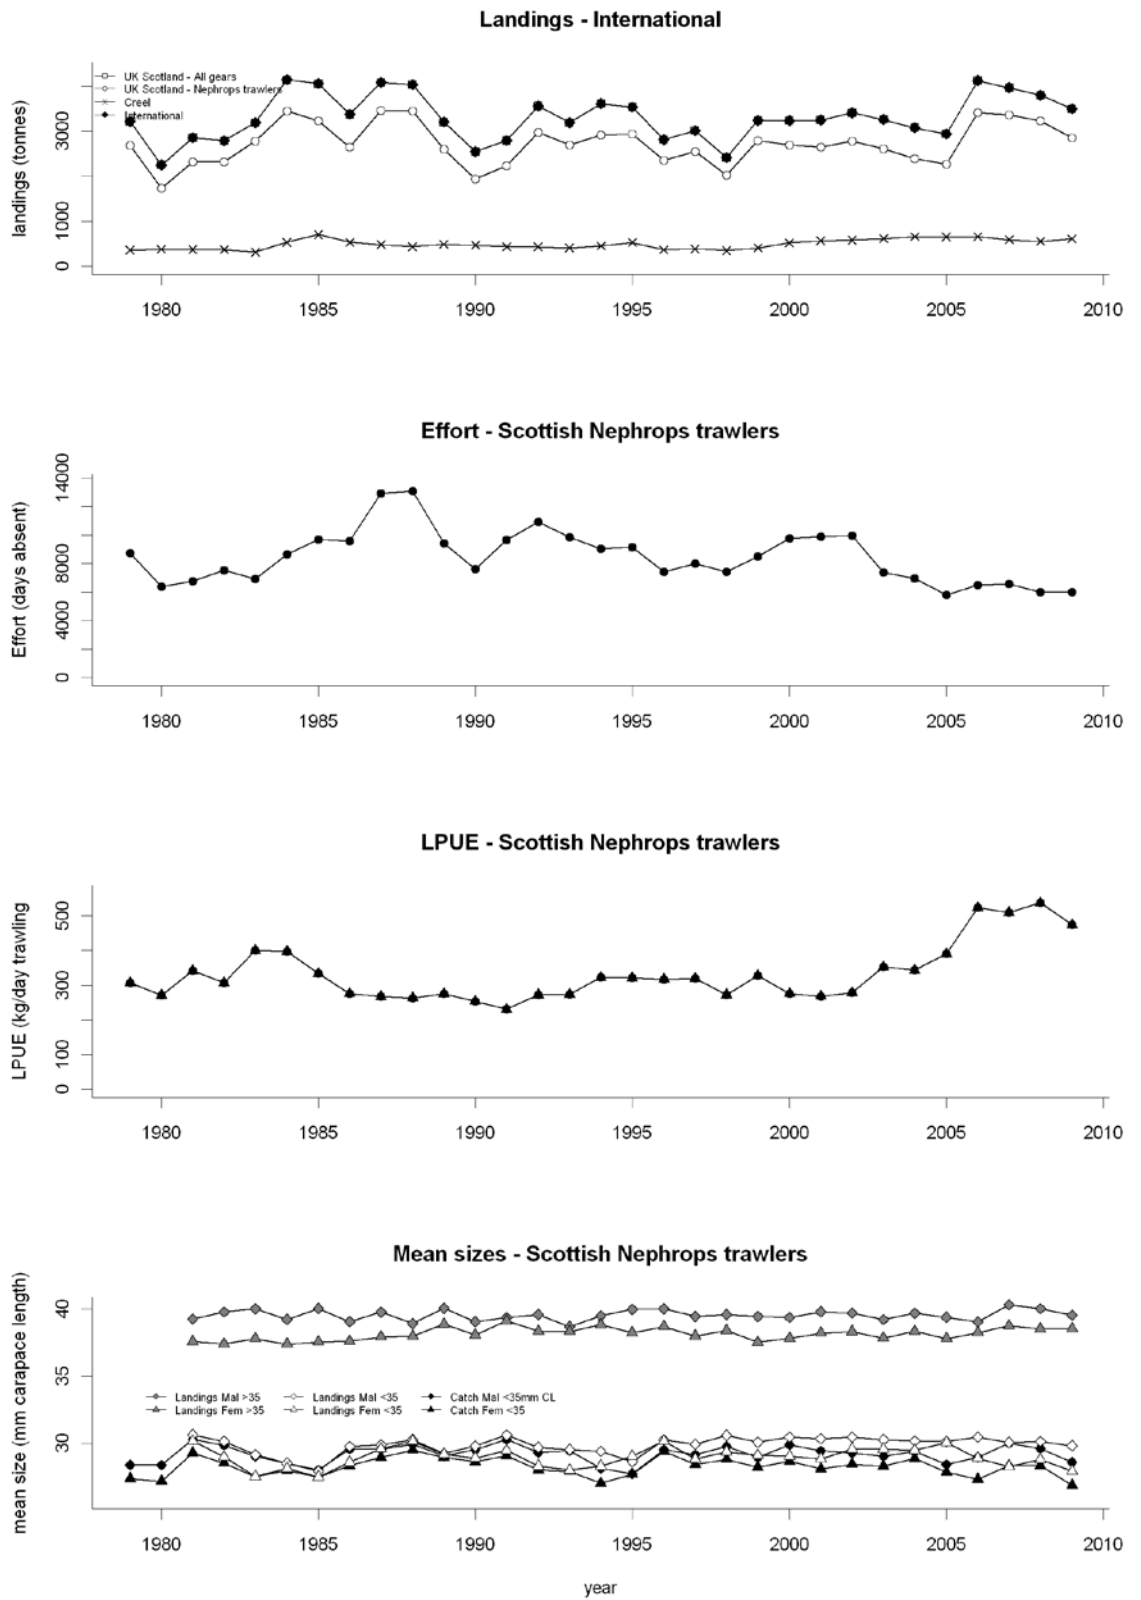 Landings - International
landings (tonnes)
3000
1000
0
UK Scotland - All gears
UK Scotland - Nephrops trawlers
Creel
International
1980 1985 1990 1995 2000 2005 2010
Effort - Scottish Nephrops trawlers
Effort (days absent)
14000
8000
4000
0
1980 1985 1990 1995 2000 2005 2010
LPUE - Scottish Nephrops trawlers
LPUE (kg/day trawling
500
300
100
0
1980 1985 1990 1995 2000 2005 2010
Mean sizes - Scottish Nephrops trawlers
mean size (mm carapace length)
40
35
30
Landings Mal >35 Landings Mal <35 Catch Mal <35mm CL
Landings Fem >35 Landings Fem <35 Catch Fem <35
1980 1985 1990 1995 2000 2005 2010
year